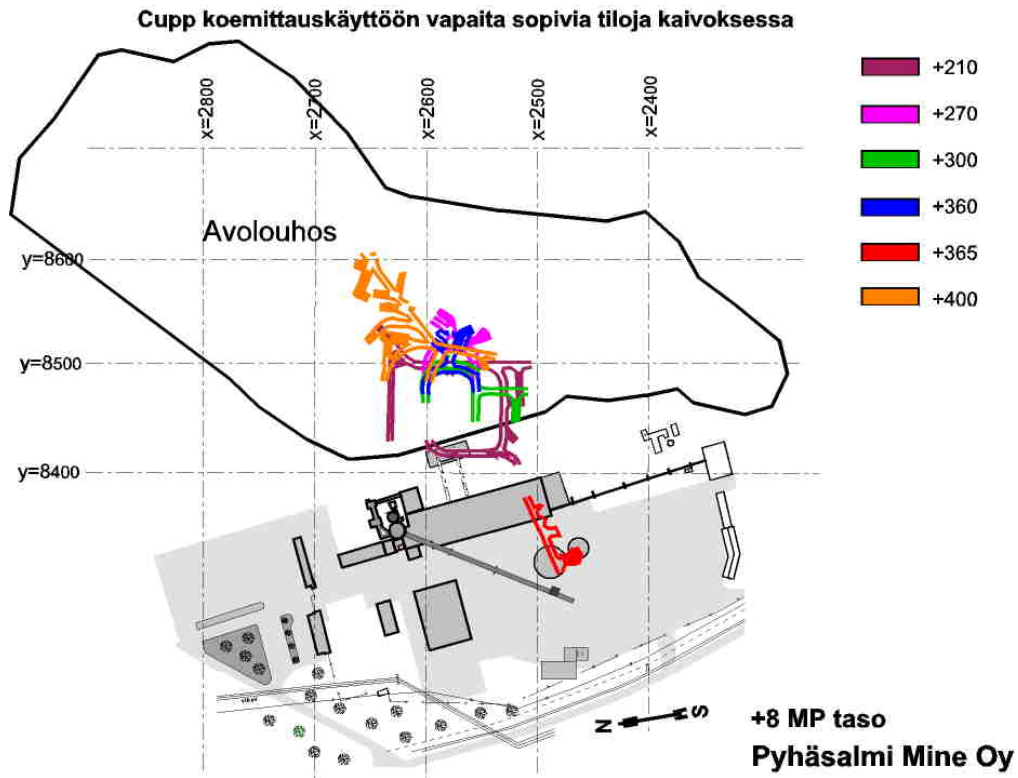 Cupp koemittauskäyttöön vapaita sopivia tiloja kaivoksessa
x=2800
x=2700
x=2600
x=2500
x=2400
+210
+270
+300
+360
+365
+400
Avolouhos
y=8600
y=8500
y=8400
N
S
+8 MP taso
Pyhäsalmi Mine Oy